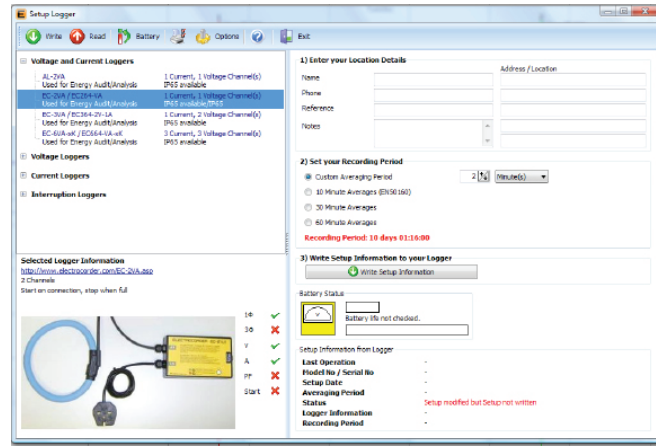 Setup Logger
Write Read Battery Options Exit
Voltage and Current Loggers
AL-2VA 1 Current, 1 Voltage Channel(s)
Used for Energy Audit/Analysis IP65 available
EC-2VA / EC264-VA 1 Current, 1 Voltage Channel(s)
Used for Energy Audit/Analysis IP65 available/IP65
EC-3VA / EC364-2V-1A 1 Current, 2 Voltage Channel(s)
Used for Energy Audit/Analysis IP65 available
EC-6VA-xK / EC664-VA-xK 3 Current, 3 Voltage Channel(s)
Used for Energy Audit/Analysis IP65 available
Voltage Loggers
Current Loggers
Interruption Loggers
Selected Logger Information
http://www.electrocorder.com/EC-2VA.asp
2 Channels
Start on connection, stop when full
1Φ
3Φ
V
A
PF
Start
ELECTROCORDER
1) Enter your Location Details
Address / Location
Name
Phone
Reference
Notes
2) Set your Recording Period
Custom Averaging Period 2 Minute(s)
10 Minute Averages (EN50160)
30 Minute Averages
60 Minute Averages
Recording Period: 10 days 01:16:00
3) Write Setup Information to your Logger
Write Setup Information
Battery Status
Battery life not checked.
Setup Information from Logger
Last Operation -
Model No / Serial No -
Setup Date -
Averaging Period -
Status Setup modified but Setup not written
Logger Information -
Recording Period -